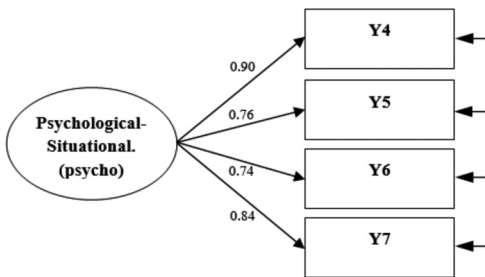 Y4
0.90
Y5
0.76
Psychological-
Situational.
(psycho)
0.74
Y6
0.84
Y7